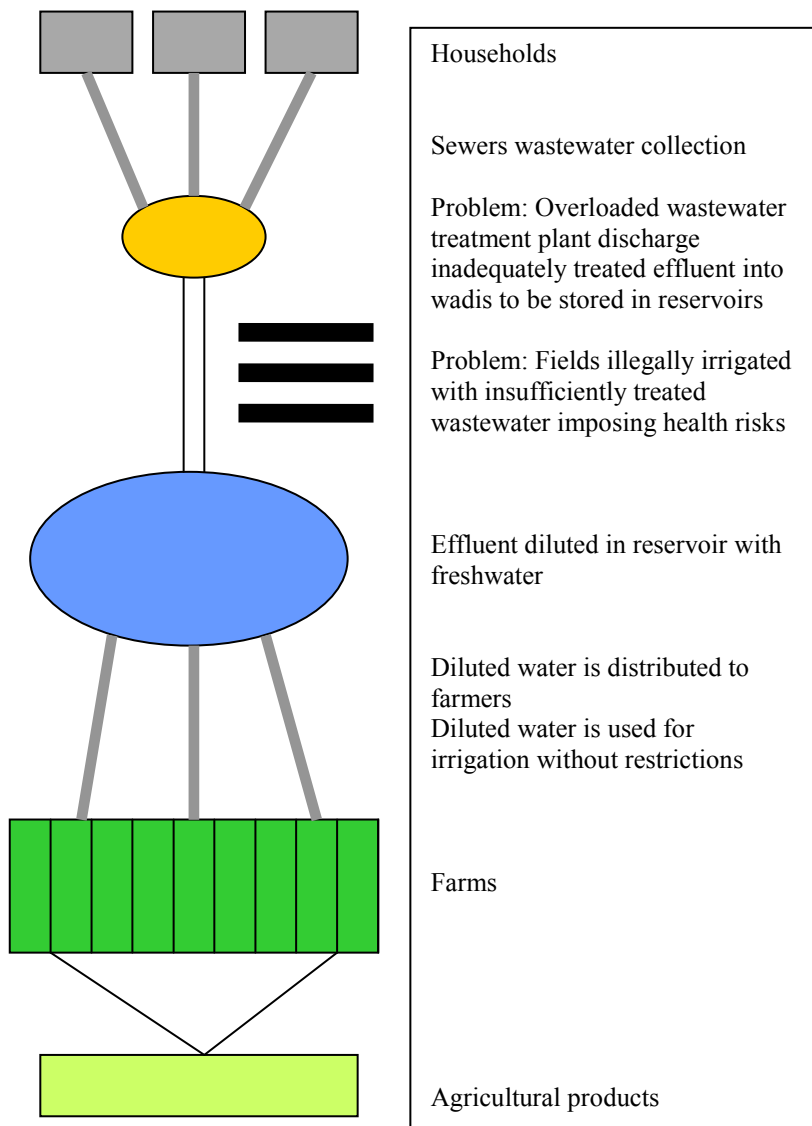 Households
Sewers wastewater collection
Problem: Overloaded wastewater
treatment plant discharge
inadequately treated effluent into
wadis to be stored in reservoirs
Problem: Fields illegally irrigated
with insufficiently treated
wastewater imposing health risks
Effluent diluted in reservoir with
freshwater
Diluted water is distributed to
farmers
Diluted water is used for
irrigation without restrictions
Farms
Agricultural products